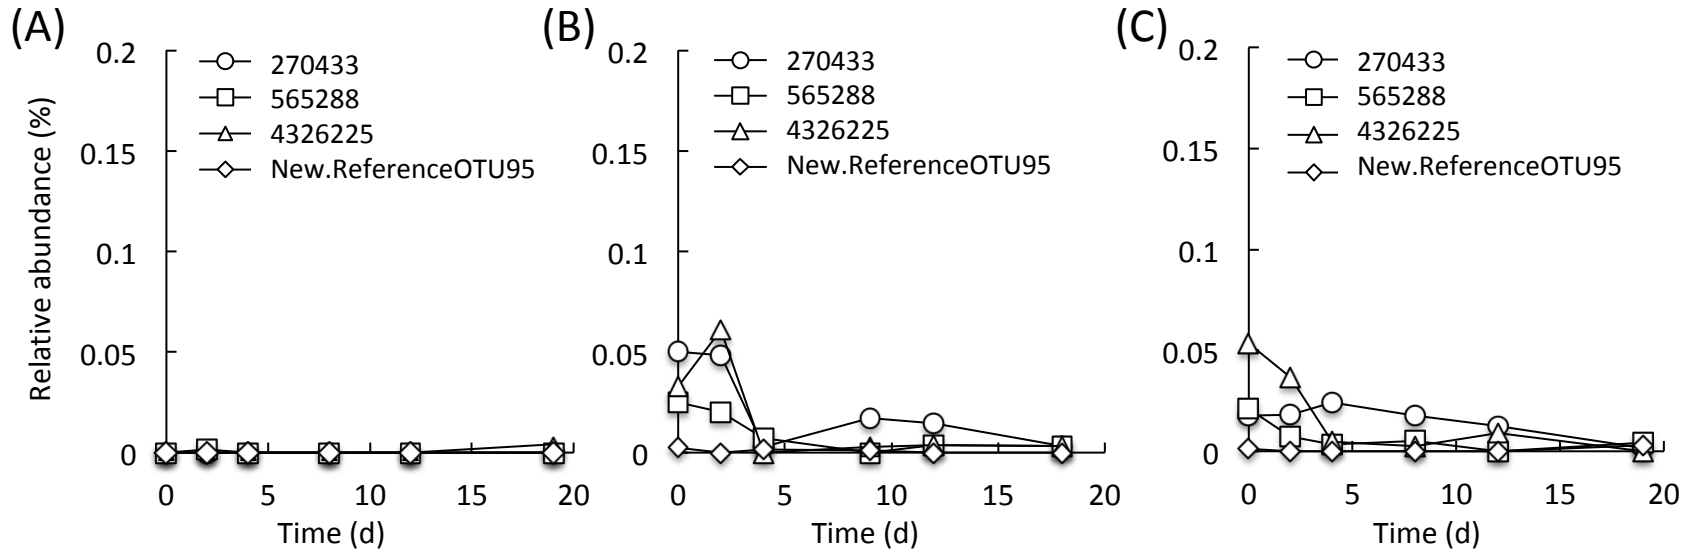 (A)
Relative abundance (%)
0.2
0.15
0.1
0.05
0
270433
565288
4326225
New.ReferenceOTU95
0 5 10 15 20
Time (d)
(B)
0.2
0.15
0.1
0.05
0
270433
565288
4326225
New.ReferenceOTU95
0 5 10 15 20
Time (d)
(C)
0.2
0.15
0.1
0.05
0
270433
565288
4326225
New.ReferenceOTU95
0 5 10 15 20
Time (d)